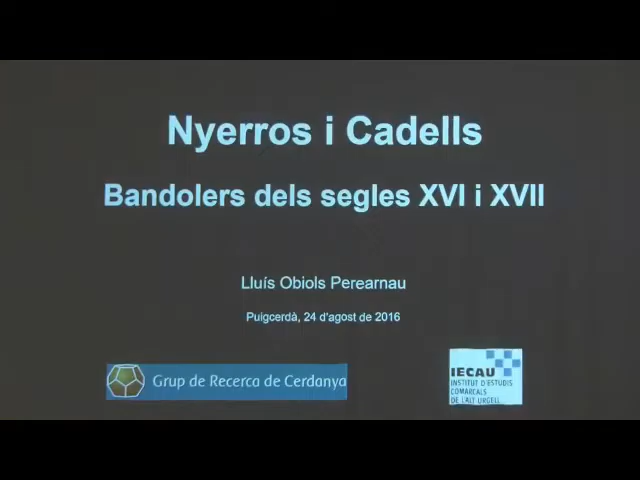 Nyerros i Cadells
Bandolers dels segles XVI i XVII
Lluís Obiols Perearnau
Puigcerdà, 24 d'agost de 2016
Grup de Recerca de Cerdanya
IECAU
INSTITUT D'ESTUDIS
COMARCALS
DE L'ALT URGELL